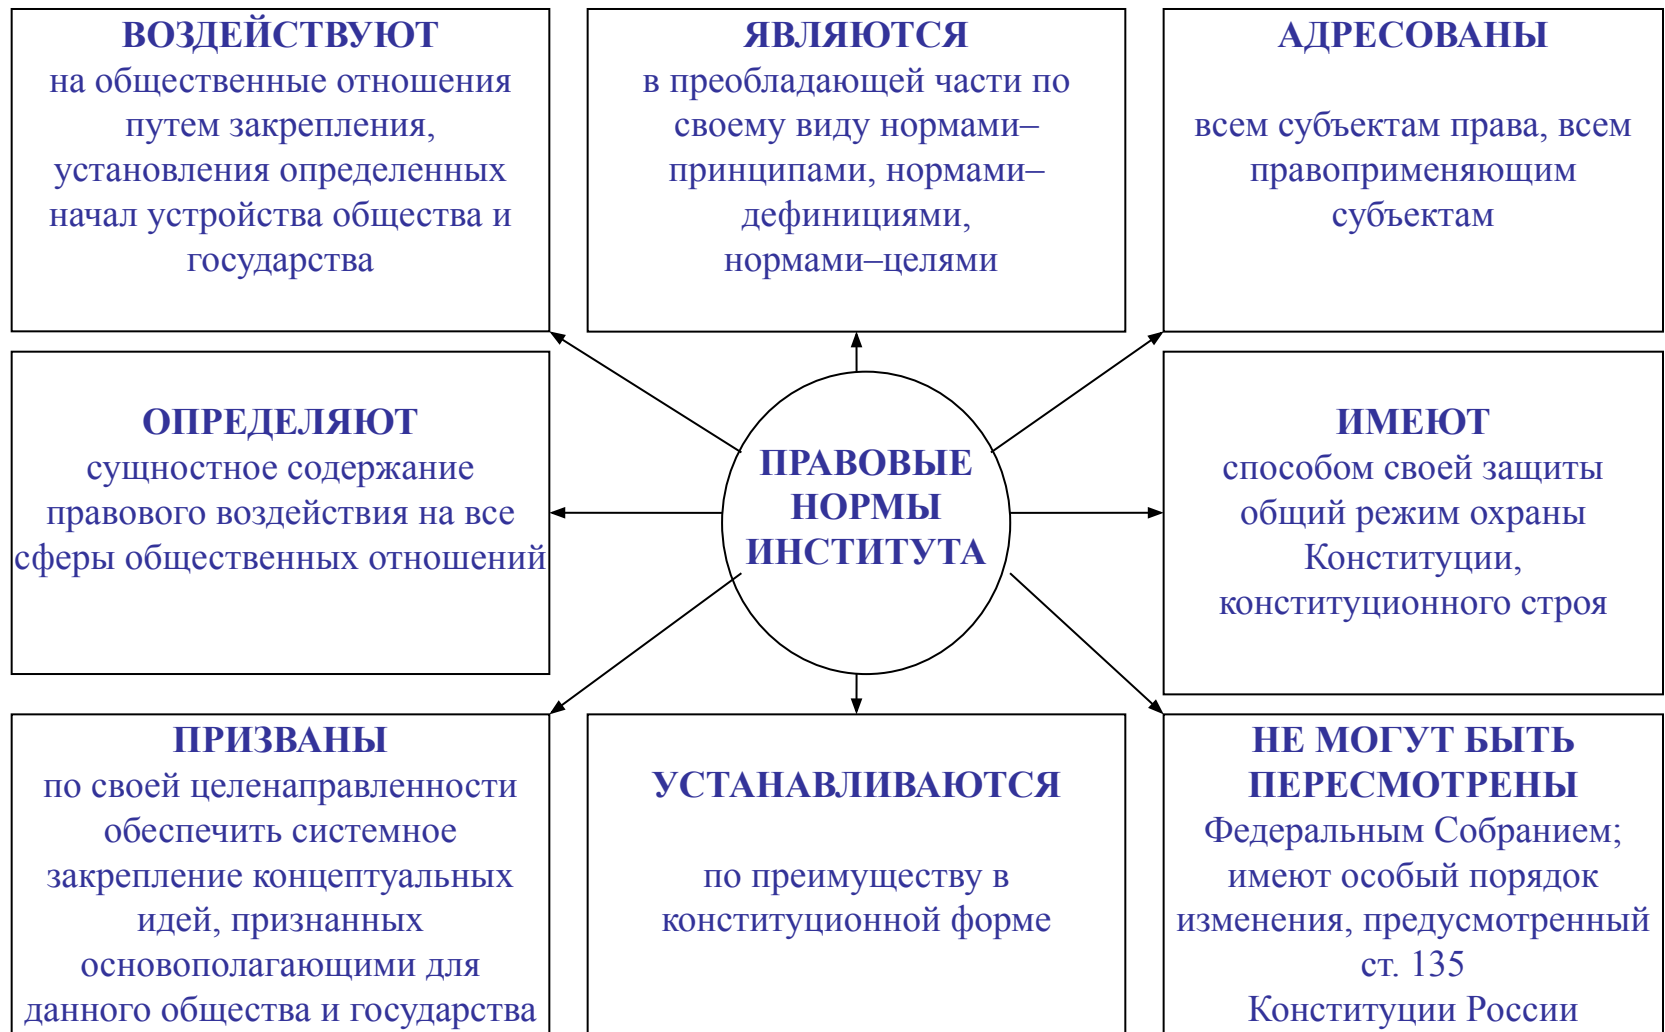 ВОЗДЕЙСТВУЮТ
на общественные отношения
путем закрепления,
установления определенных
начал устройства общества и
государства
ЯВЛЯЮТСЯ
в преобладающей части по
своему виду нормами–
принципами, нормами–
дефинициями,
нормами–целями
АДРЕСОВАНЫ
всем субъектам права, всем
правоприменяющим
субъектам
ОПРЕДЕЛЯЮТ
сущностное содержание
правового воздействия на все
сферы общественных отношений
ПРАВОВЫЕ
НОРМЫ
ИНСТИТУТА
ИМЕЮТ
способом своей защиты
общий режим охраны
Конституции,
конституционного строя
ПРИЗВАНЫ
по своей целенаправленности
обеспечить системное
закрепление концептуальных
идей, признанных
основополагающими для
данного общества и государства
УСТАНАВЛИВАЮТСЯ
по преимуществу в
конституционной форме
НЕ МОГУТ БЫТЬ
ПЕРЕСМОТРЕНЫ
Федеральным Собранием;
имеют особый порядок
изменения, предусмотренный
ст. 135
Конституции России